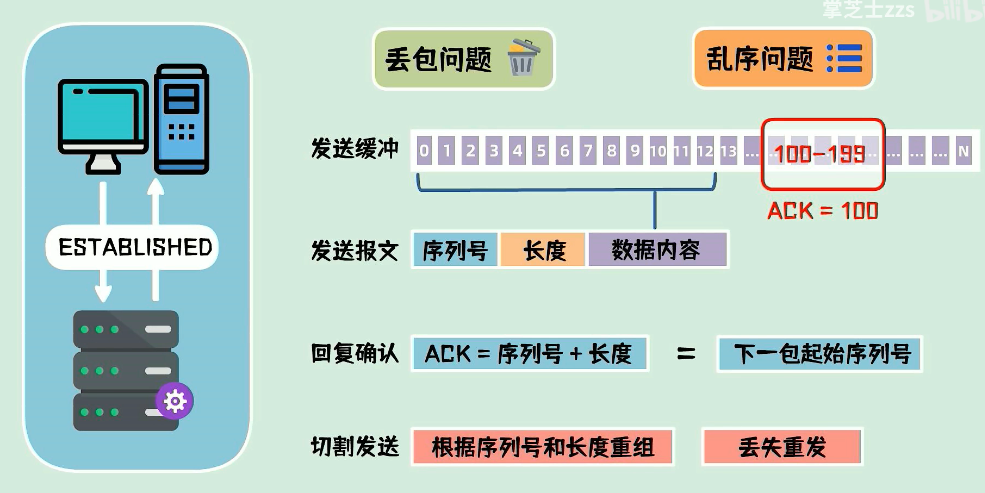 掌芝士zzs bilib
丢包问题
乱序问题
发送缓冲 0 1 2 3 4 5 6 7 8 9 10 11 12 13 ... 100-199 ... ... ... N
ACK = 100
ESTABLISHED
发送报文 序列号 长度 数据内容
回复确认 ACK = 序列号 + 长度 = 下一包起始序列号
切割发送 根据序列号和长度重组 丢失重发